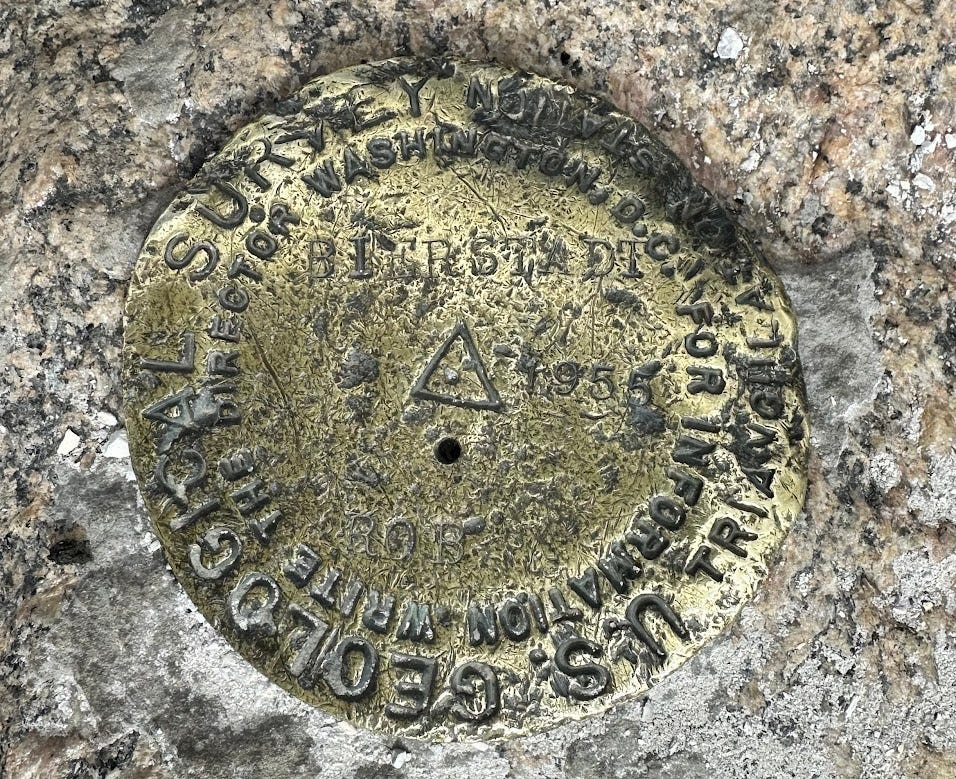 U.S. GEOLOGICAL SURVEY
TRIANGULATION STATION
FOR INFORMATION WRITE THE DIRECTOR. WASHINGTON. D.C.
BIERSTADT
1955
ROB